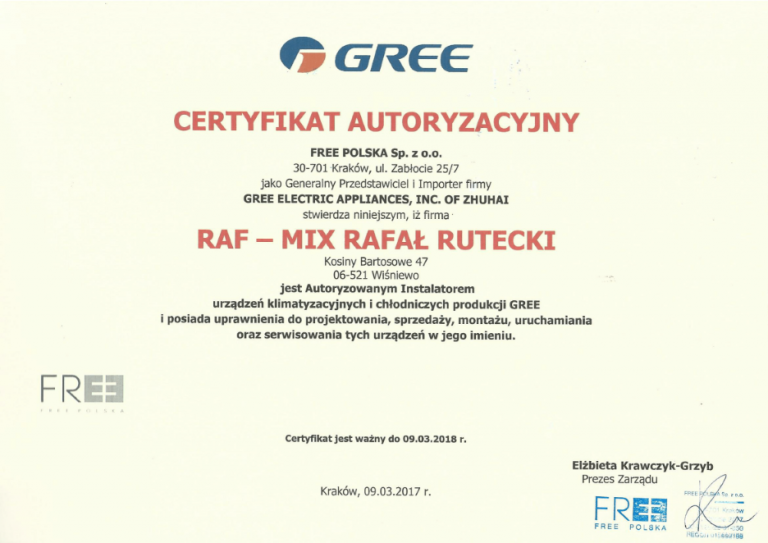 GREE
CERTYFIKAT AUTORYZACYJNY
FREE POLSKA Sp. z o.o.
30-701 Kraków, ul. Zabłocie 25/7
jako Generalny Przedstawiciel i Importer firmy
GREE ELECTRIC APPLIANCES, INC. OF ZHUHAI
stwierdza niniejszym, iż firma
RAF – MIX RAFAŁ RUTECKI
Kosiny Bartosowe 47
06-521 Wiśniewo
jest Autoryzowanym Instalatorem
urządzeń klimatyzacyjnych i chłodniczych produkcji GREE
i posiada uprawnienia do projektowania, sprzedaży, montażu, uruchamiania
oraz serwisowania tych urządzeń w jego imieniu.
FREE
FREE POLSKA
Certyfikat jest ważny do 09.03.2018 r.
Elżbieta Krawczyk-Grzyb
Prezes Zarządu
Kraków, 09.03.2017 r.
FREE
FREE POLSKA
FREE POLSKA Sp. z o.o.